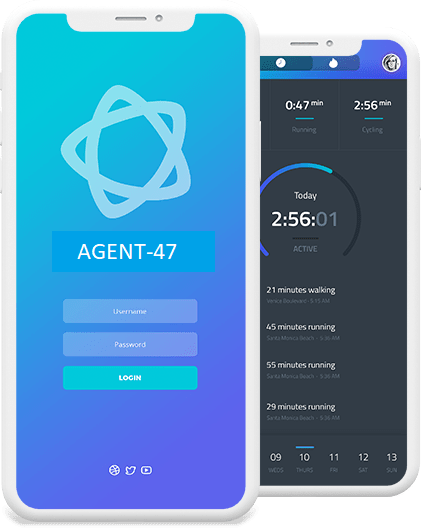 AGENT-47
Username
Password
LOGIN
0:47 min
Running
2:56 min
Cycling
Today
2:56:01
ACTIVE
21 minutes walking
Venice Boulevard - 5:15 AM
45 minutes running
Santa Monica Beach - 5:36 AM
55 minutes running
Santa Monica Beach - 5:36 AM
29 minutes running
Santa Monica Beach - 5:36 AM
09 10 11 12 13
WEDS THURS FRI SAT SUN